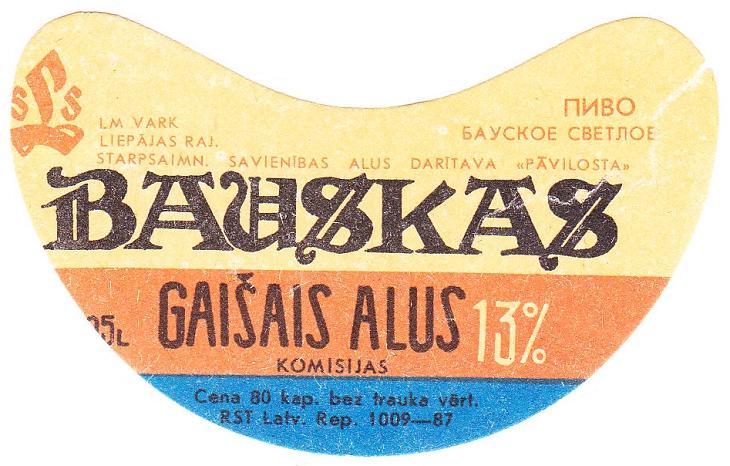 LM VARK
LIEPĀJAS RAJ.
STARPSAIMN. SAVIENĪBAS ALUS DARĪTAVA «PĀVILOSTA»
ПИВО
БАУСКОЕ СВЕТЛОЕ
BAUSKAS
GAIŠAIS ALUS 13%
KOMISIJAS
Cena 80 kap. bez trauka vērt.
RST Latv. Rep. 1009—87